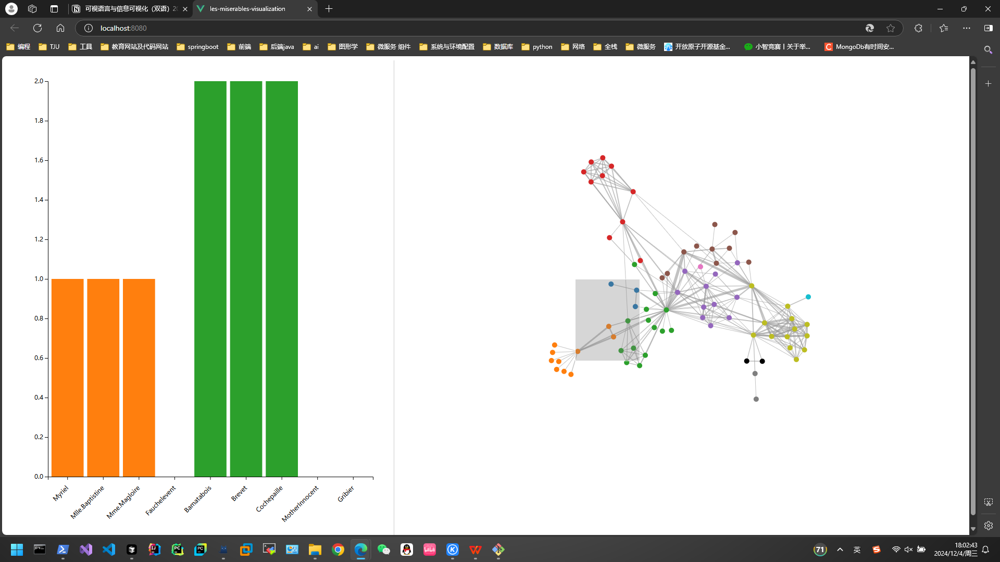 可视语言与信息可视化（双语）20
les-miserables-visualization
localhost:8080
编程
TJU
工具
教育网站及代码网站
springboot
前端
后端java
ai
图形学
微服务 组件
系统与环境配置
数据库
python
网络
全栈
微服务
开放原子开源基金...
小智竞赛丨关于举...
C MongoDb有时间安...
2.0
1.8
1.6
1.4
1.2
1.0
0.8
0.6
0.4
0.2
0.0
Myriel
Mlle.Baptistine
Mme.Magloire
Fauchelevent
Bamatabois
Brevet
Cochepaille
MotherInnocent
Gribier
71
英
18:02:43
2024/12/4/周三